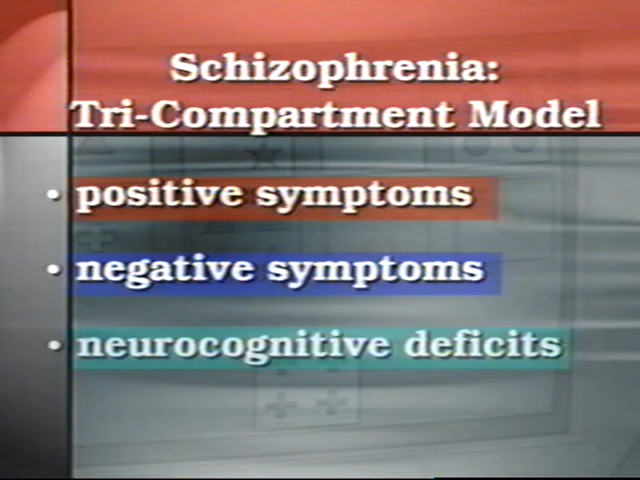 Schizophrenia:
Tri-Compartment Model
• positive symptoms
• negative symptoms
• neurocognitive deficits